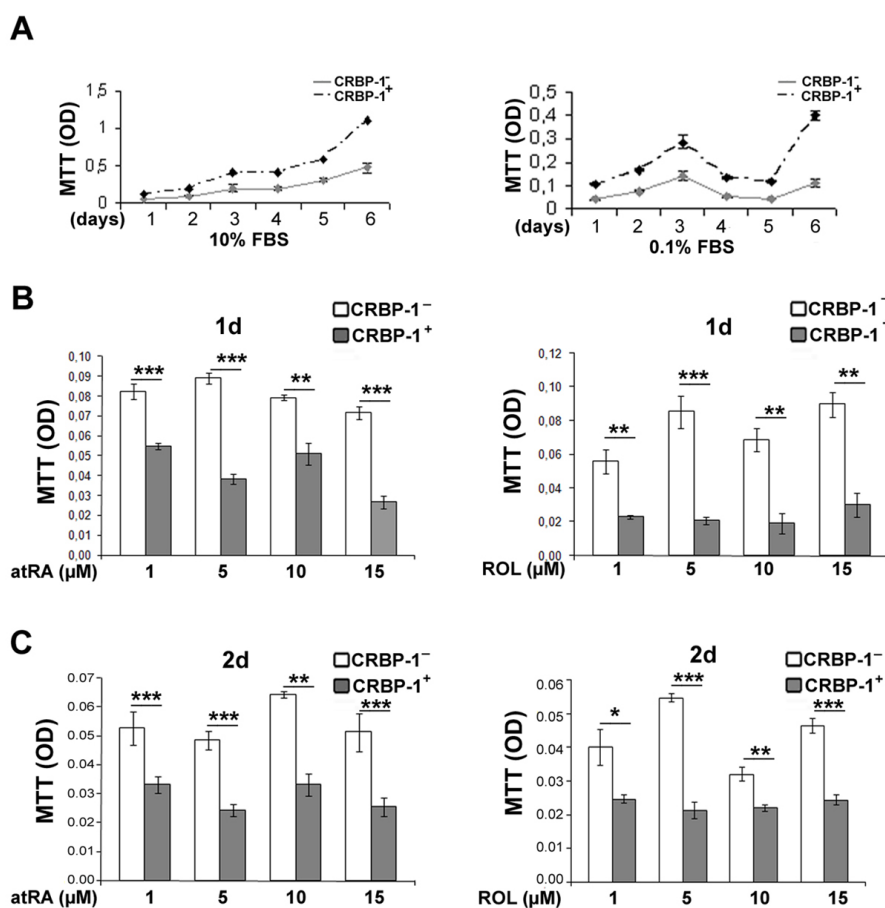 A
CRBP-1-
CRBP-1+
MTT (OD)
1,5
1
0,5
0
(days) 1 2 3 4 5 6
10% FBS
CRBP-1-
CRBP-1+
MTT (OD)
0,5
0,4
0,3
0,2
0,1
0
(days) 1 2 3 4 5 6
0.1% FBS
B
1d
CRBP-1–
CRBP-1+
MTT (OD)
0,10
0,09
0,08
0,07
0,06
0,05
0,04
0,03
0,02
0,01
0,00
*** *** ** ***
atRA (µM) 1 5 10 15
1d
CRBP-1–
CRBP-1+
MTT (OD)
0,12
0,10
0,08
0,06
0,04
0,02
0,00
** *** ** **
ROL (µM) 1 5 10 15
C
2d
CRBP-1–
CRBP-1+
MTT (OD)
0.07
0.06
0.05
0.04
0.03
0.02
0.01
0.00
*** *** ** ***
atRA (µM) 1 5 10 15
2d
CRBP-1–
CRBP-1+
MTT (OD)
0.06
0.05
0.04
0.03
0.02
0.01
0.00
* *** ** ***
ROL (µM) 1 5 10 15